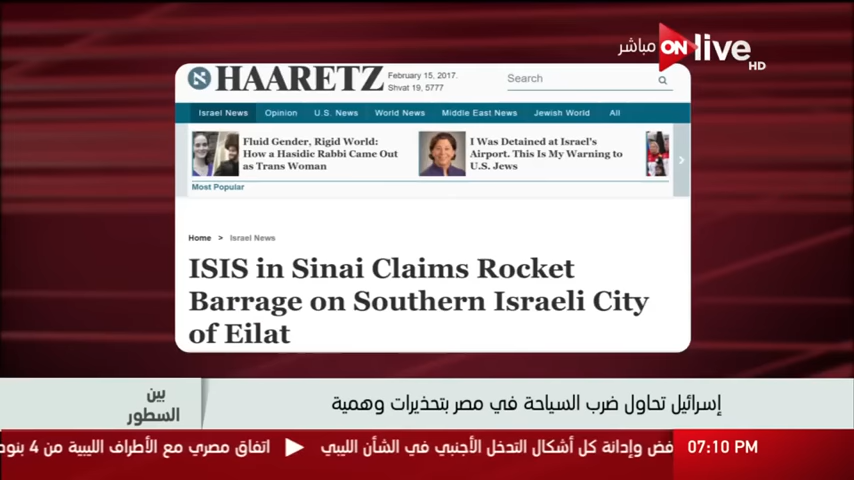 مباشر ON live
HD
HAARETZ
February 15, 2017.
Shvat 19, 5777
Search
Israel News Opinion U.S. News World News Middle East News Jewish World All
Fluid Gender, Rigid World:
How a Hasidic Rabbi Came Out
as Trans Woman
I Was Detained at Israel's
Airport. This Is My Warning to
U.S. Jews
Most Popular
Home > Israel News
ISIS in Sinai Claims Rocket
Barrage on Southern Israeli City
of Eilat
إسرائيل تحاول ضرب السياحة في مصر بتحذيرات وهمية
بين
السطور
فض وإدانة كل أشكال التدخل الأجنبي في الشأن الليبي ◀ اتفاق مصري مع الأطراف الليبية من 4 بنود
07:10 PM